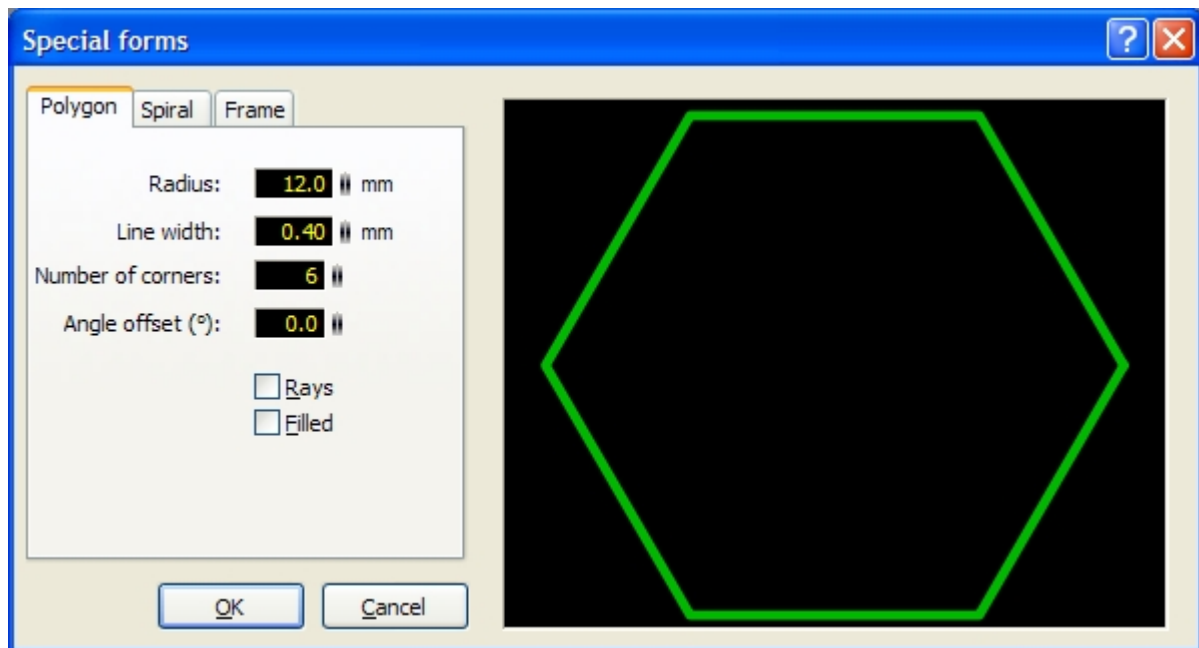 Special forms
?
Polygon Spiral Frame
Radius: 12.0 mm
Line width: 0.40 mm
Number of corners: 6
Angle offset (°): 0.0
Rays
Filled
OK Cancel